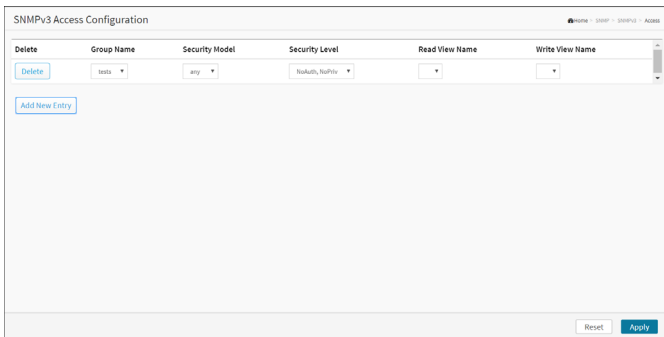 SNMPv3 Access Configuration
Home > SNMP > SNMPv3 > Access
Delete Group Name Security Model Security Level Read View Name Write View Name
Delete tests any NoAuth, NoPriv
Add New Entry
Reset Apply